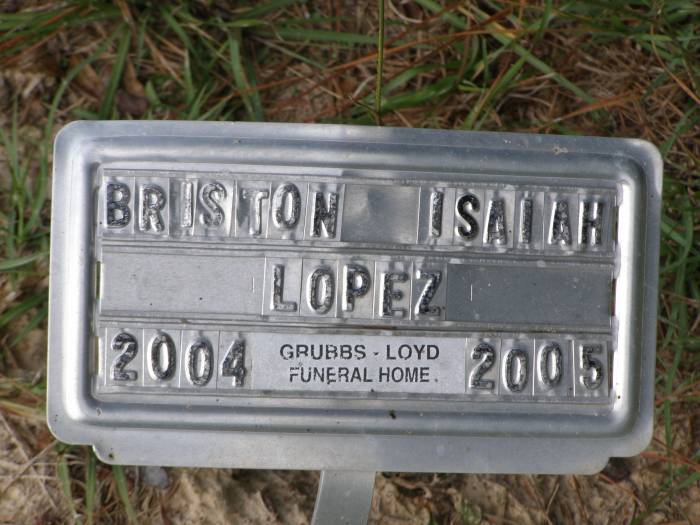 BRISTON ISAIAH
LOPEZ
2004 GRUBBS - LOYD 2005
FUNERAL HOME